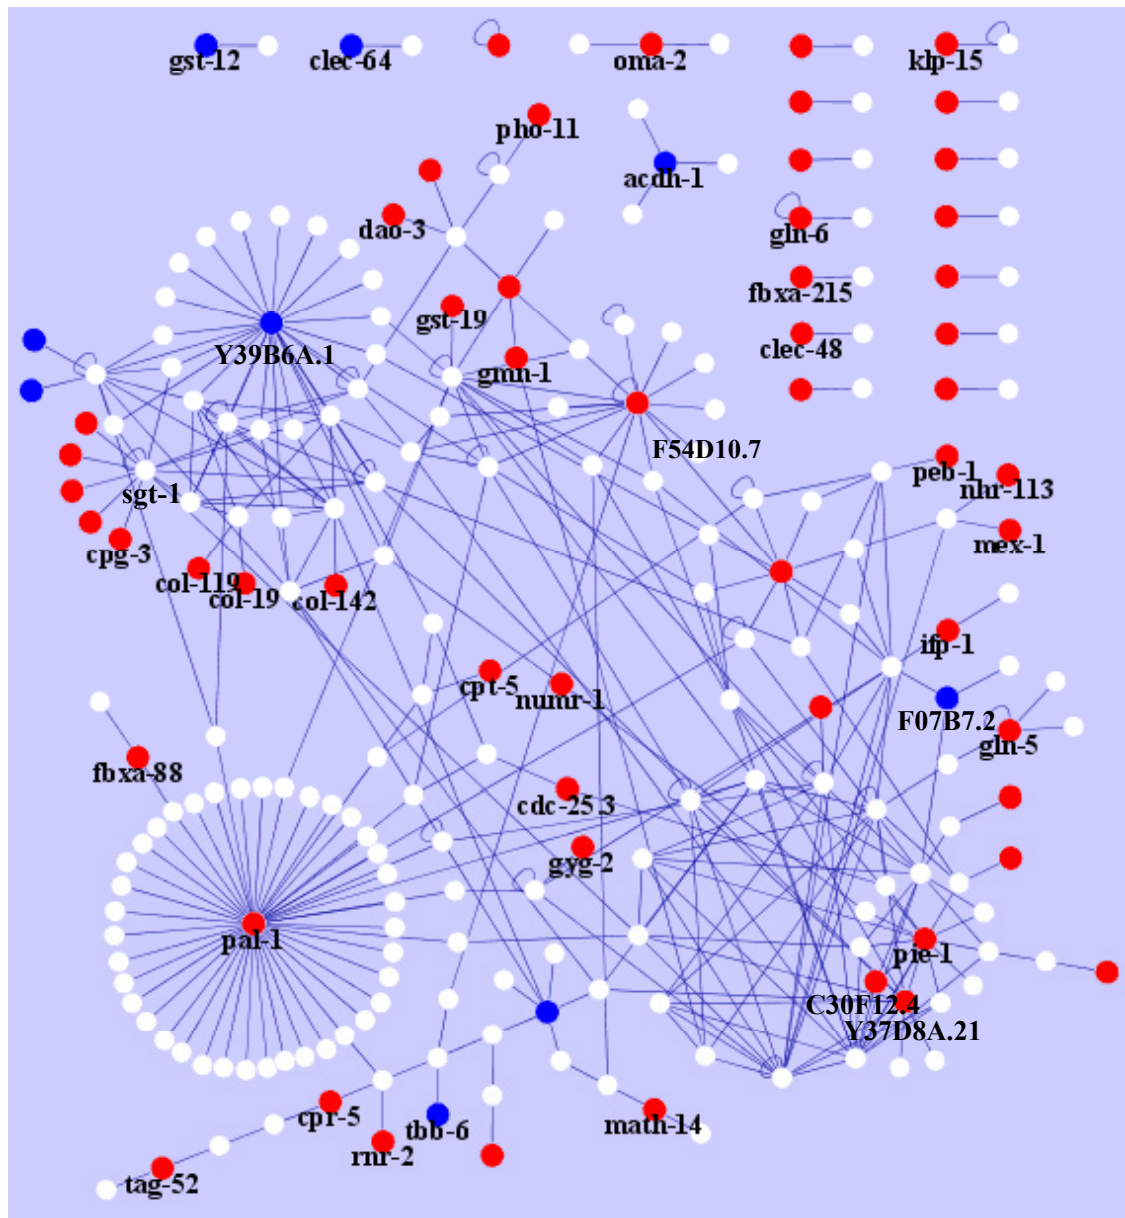 gst-12
clec-64
oma-2
klp-15
pho-11
acdh-1
dao-3
gln-6
fbxa-215
gst-19
clec-48
Y39B6A.1
gmn-1
F54D10.7
peb-1
nhr-113
sgt-1
mex-1
cpg-3
col-119
col-19
col-142
ifp-1
cpt-5
numr-1
F07B7.2
gln-5
fbxa-88
cdc-25.3
gyg-2
pal-1
pie-1
C30F12.4
Y37D8A.21
cpr-5
tbb-6
math-14
rnr-2
tag-52